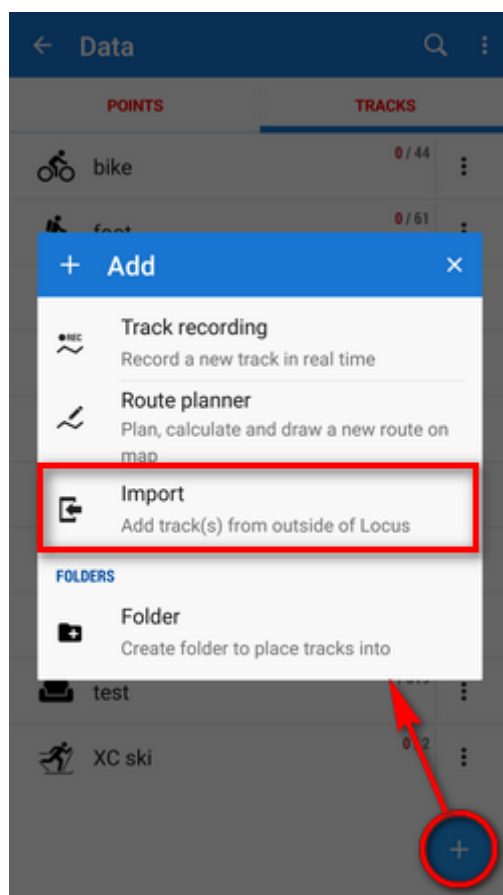 Data
POINTS TRACKS
bike 0 / 44
foot 0 / 61
Add
Track recording
Record a new track in real time
Route planner
Plan, calculate and draw a new route on
map
Import
Add track(s) from outside of Locus
FOLDERS
Folder
Create folder to place tracks into
test
XC ski